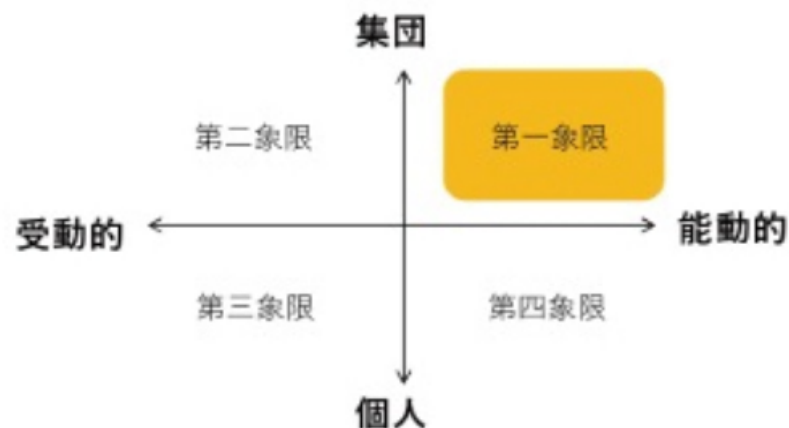 集団
第二象限
第一象限
受動的
能動的
第三象限
第四象限
個人